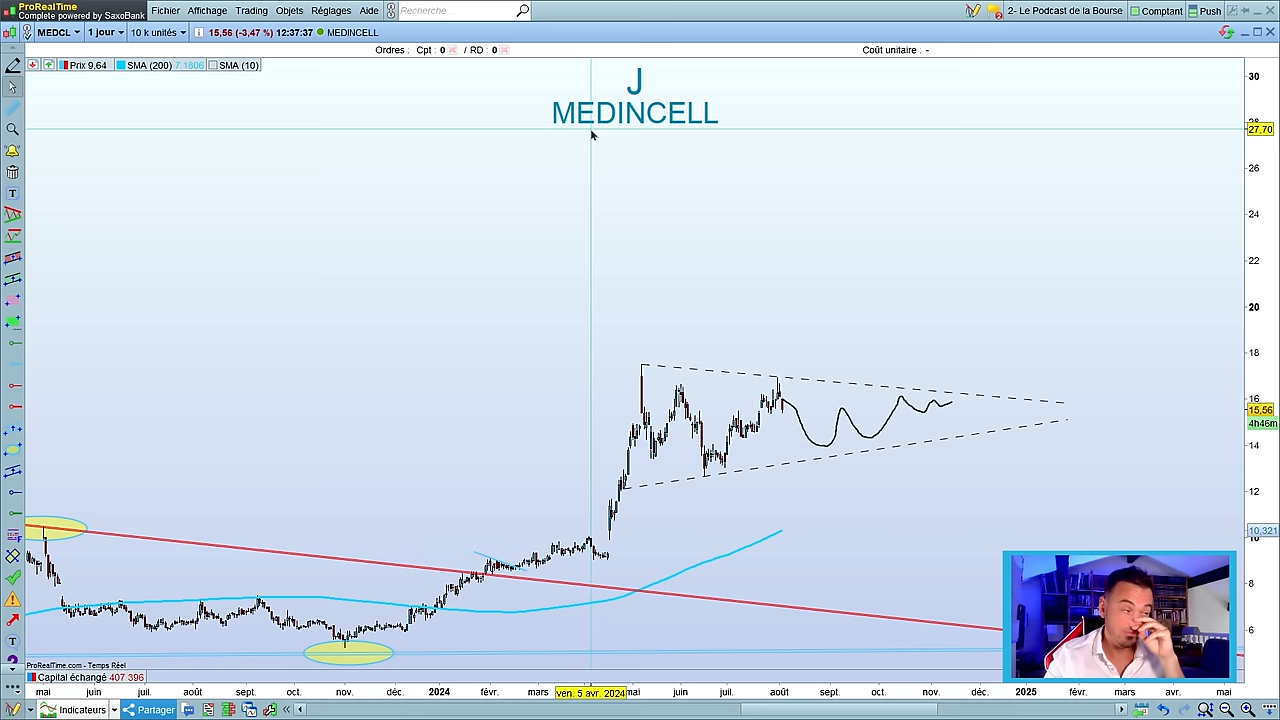 ProRealTime
Complete powered by SaxoBank
Fichier Affichage Trading Objets Réglages Aide Recherche... 2- Le Podcast de la Bourse Comptant Push
MEDCL 1 jour 10 k unités 15,56 (-3,47 %) 12:37:37 MEDINCELL
Ordres : Cpt : 0 / RD : 0 Coût unitaire : -
Prix 9,64 SMA (200) 7,1806 SMA (10)
J
MEDINCELL
30
28
27,70
26
24
22
20
18
16
15,56
4h46m
14
12
10,321
10
8
6
ProRealTime.com - Temps Réel
Capital échangé 407 396
mai juin juil. août sept. oct. nov. déc. 2024 févr. mars ven. 5 avr. 2024 mai juin juil. août sept. oct. nov. déc. 2025 févr. mars avr. mai
Indicateurs Partager